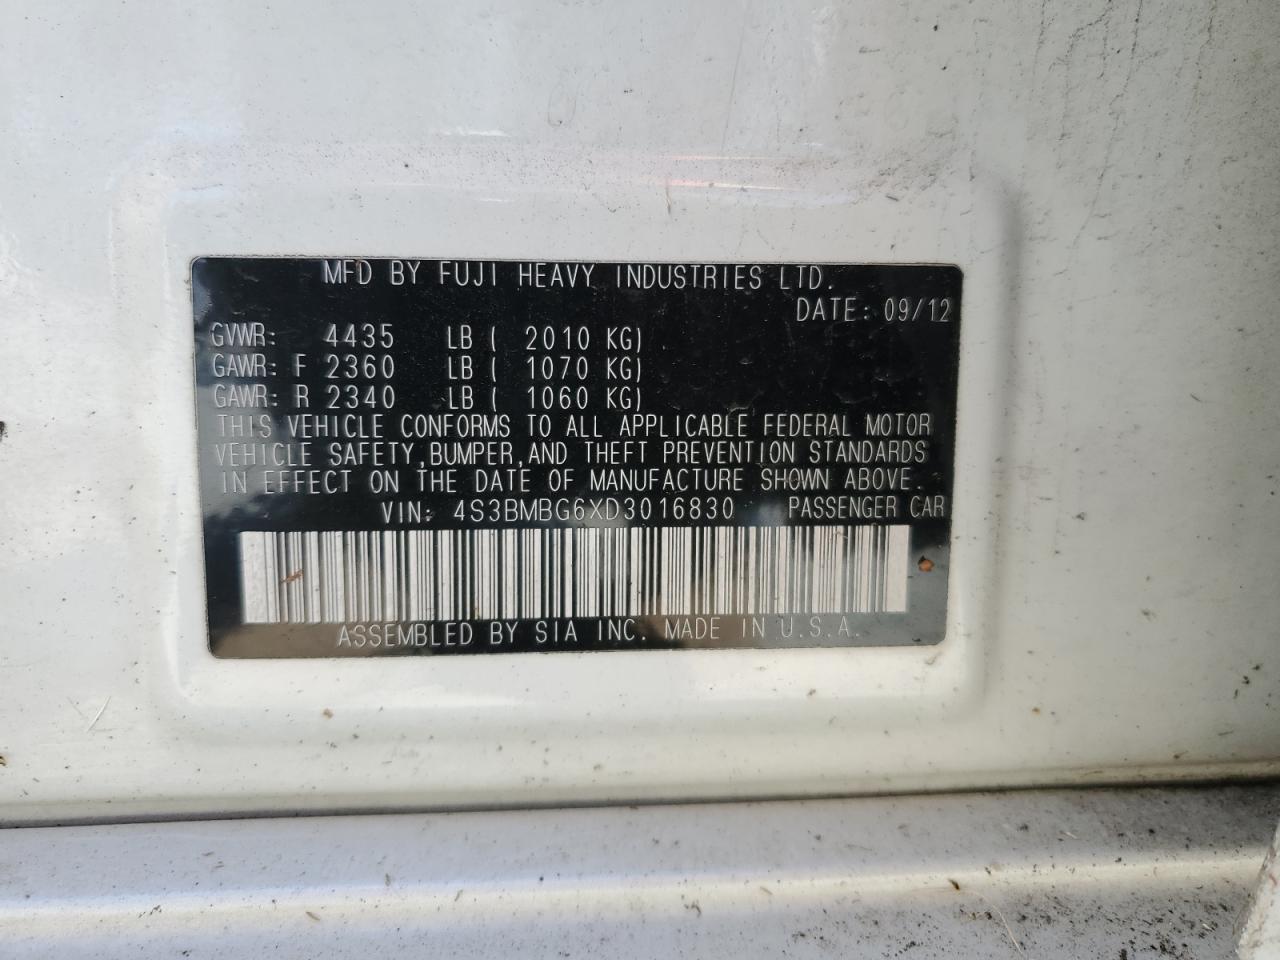 MFD BY FUJI HEAVY INDUSTRIES LTD.
DATE: 09/12
GVWR: 4435 LB ( 2010 KG)
GAWR: F 2360 LB ( 1070 KG)
GAWR: R 2340 LB ( 1060 KG)
THIS VEHICLE CONFORMS TO ALL APPLICABLE FEDERAL MOTOR
VEHICLE SAFETY,BUMPER,AND THEFT PREVENTION STANDARDS
IN EFFECT ON THE DATE OF MANUFACTURE SHOWN ABOVE.
VIN: 4S3BMBG6XD3016830 PASSENGER CAR
ASSEMBLED BY SIA INC. MADE IN U.S.A.